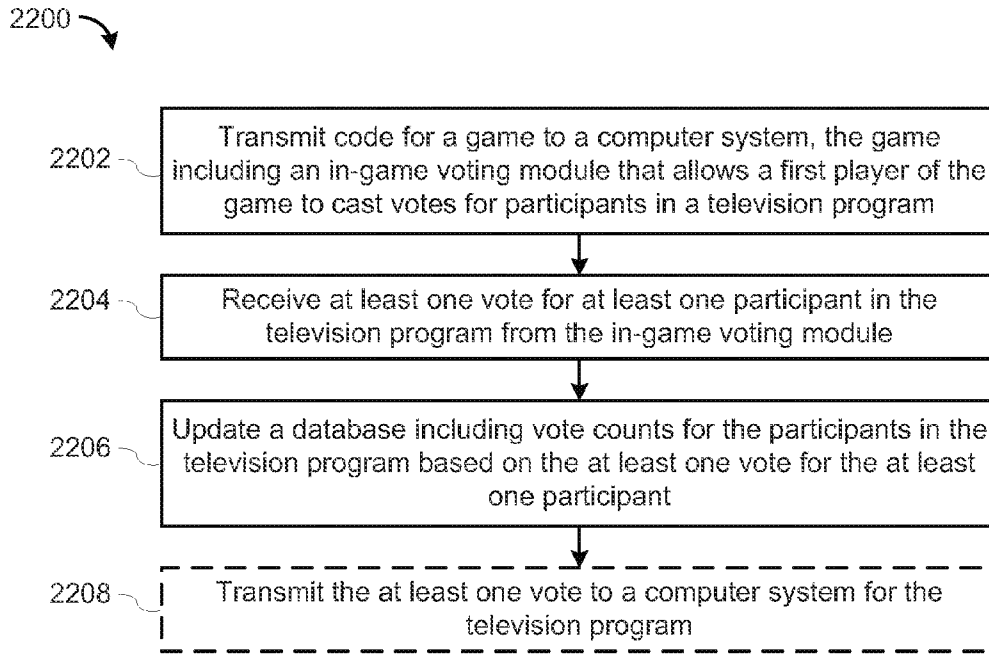 2200
2202
Transmit code for a game to a computer system, the game
including an in-game voting module that allows a first player of the
game to cast votes for participants in a television program
2204
Receive at least one vote for at least one participant in the
television program from the in-game voting module
2206
Update a database including vote counts for the participants in the
television program based on the at least one vote for the at least
one participant
2208
Transmit the at least one vote to a computer system for the
television program